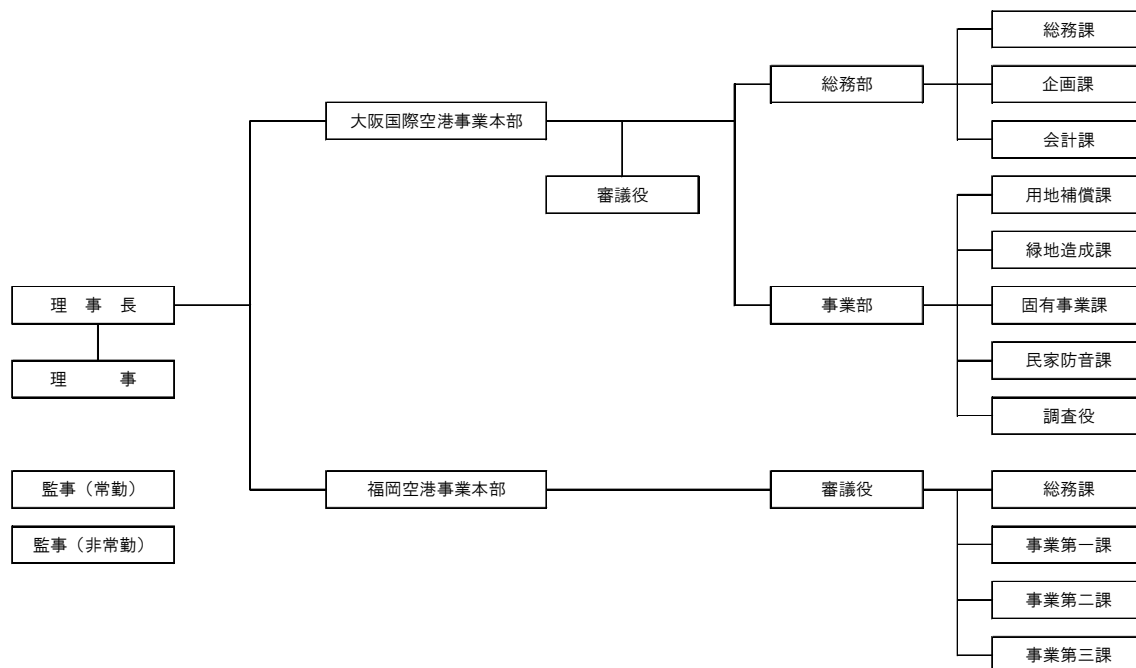 総務課
総務部
企画課
大阪国際空港事業本部
会計課
審議役
用地補償課
緑地造成課
理　事　長
事業部
固有事業課
理　　　事
民家防音課
調査役
監事（常勤）
福岡空港事業本部
審議役
総務課
監事（非常勤）
事業第一課
事業第二課
事業第三課